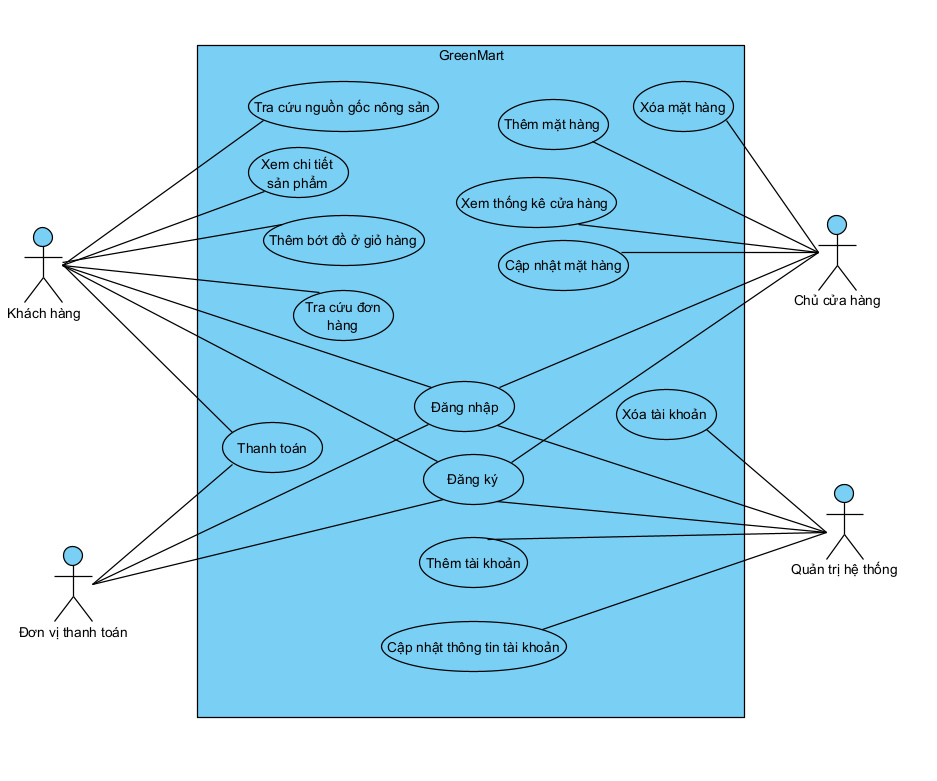 GreenMart
Tra cứu nguồn gốc nông sản
Xóa mặt hàng
Thêm mặt hàng
Xem chi tiết
sản phẩm
Xem thống kê cửa hàng
Thêm bớt đồ ở giỏ hàng
Cập nhật mặt hàng
Khách hàng
Chủ cửa hàng
Tra cứu đơn
hàng
Đăng nhập
Xóa tài khoản
Thanh toán
Đăng ký
Thêm tài khoản
Quản trị hệ thống
Đơn vị thanh toán
Cập nhật thông tin tài khoản